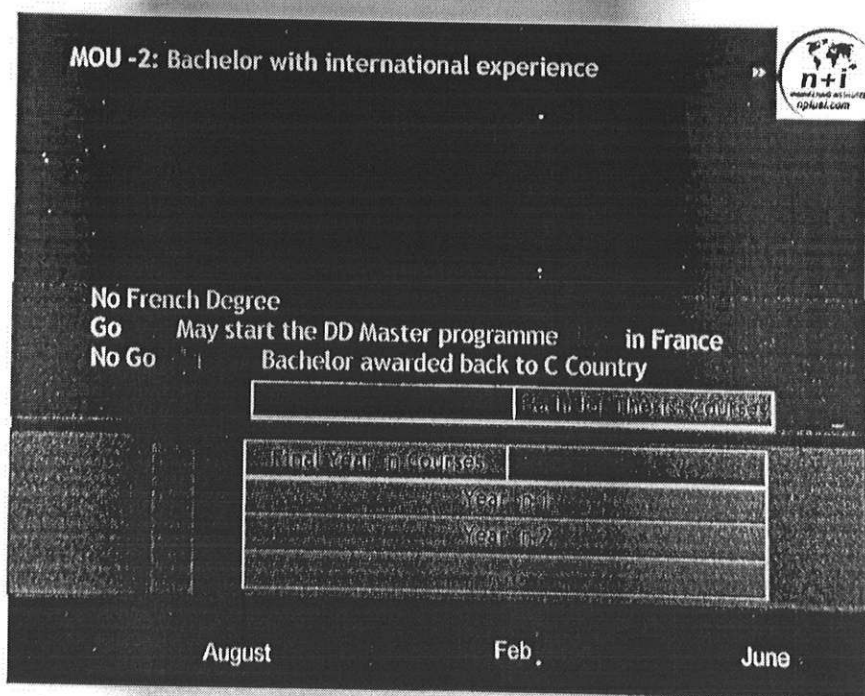 MOU -2: Bachelor with international experience »
n+i
nplusi.com
No French Degree
Go May start the DD Master programme in France
No Go Bachelor awarded back to C Country
Bachelor Thesis+Courses
Final Year n Courses
Year n-1
Year n-2
August Feb. June